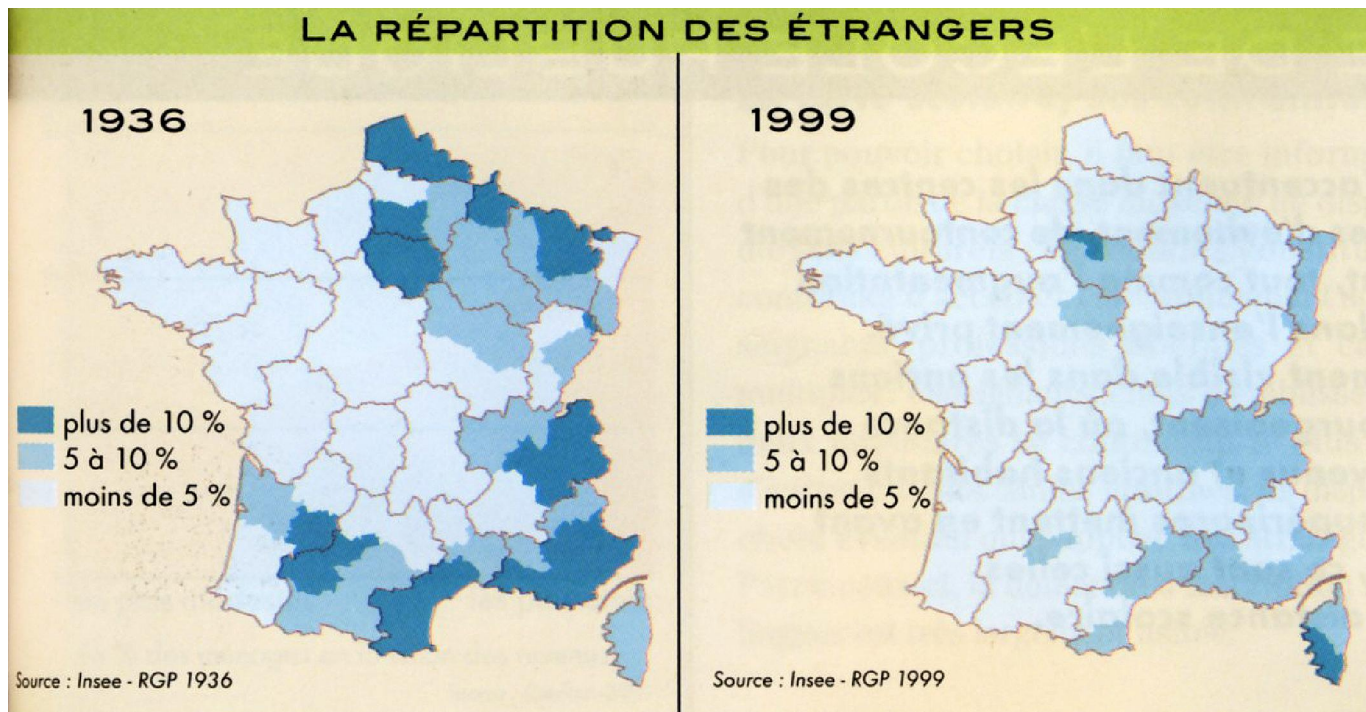 LA RÉPARTITION DES ÉTRANGERS
1936
plus de 10 %
5 à 10 %
moins de 5 %
Source : Insee - RGP 1936
1999
plus de 10 %
5 à 10 %
moins de 5 %
Source : Insee - RGP 1999